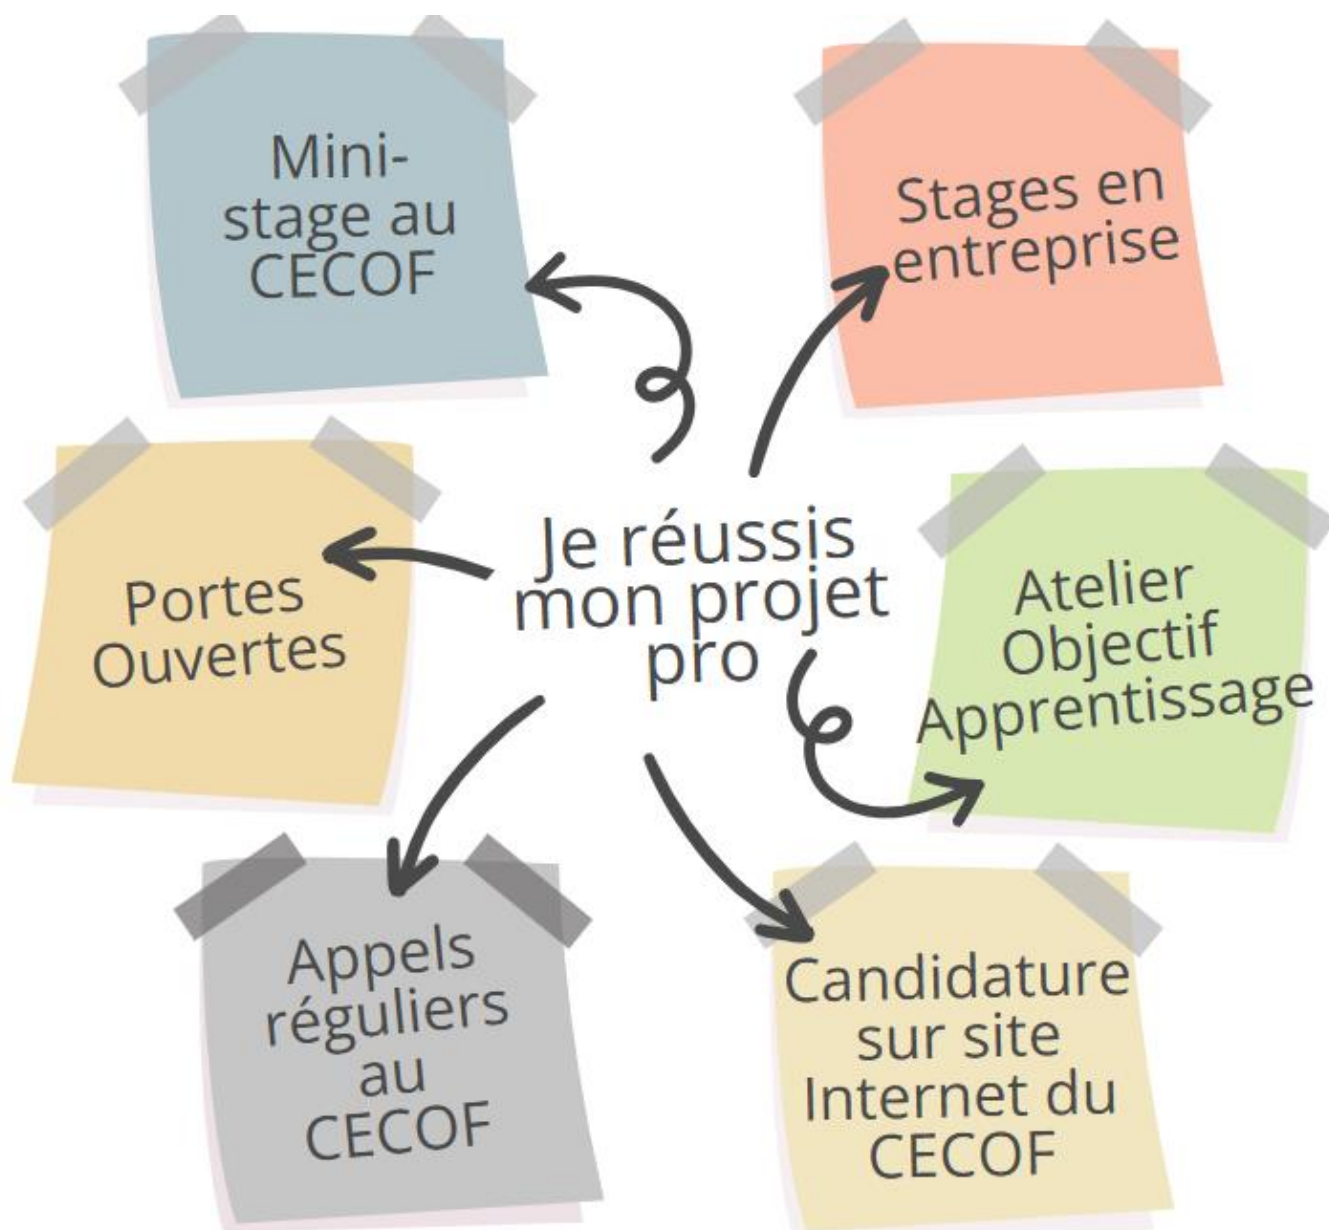 Mini-
stage au
CECOF
Stages en
entreprise
Portes
Ouvertes
Je réussis
mon projet
pro
Atelier
Objectif
Apprentissage
Appels
réguliers
au
CECOF
Candidature
sur site
Internet du
CECOF